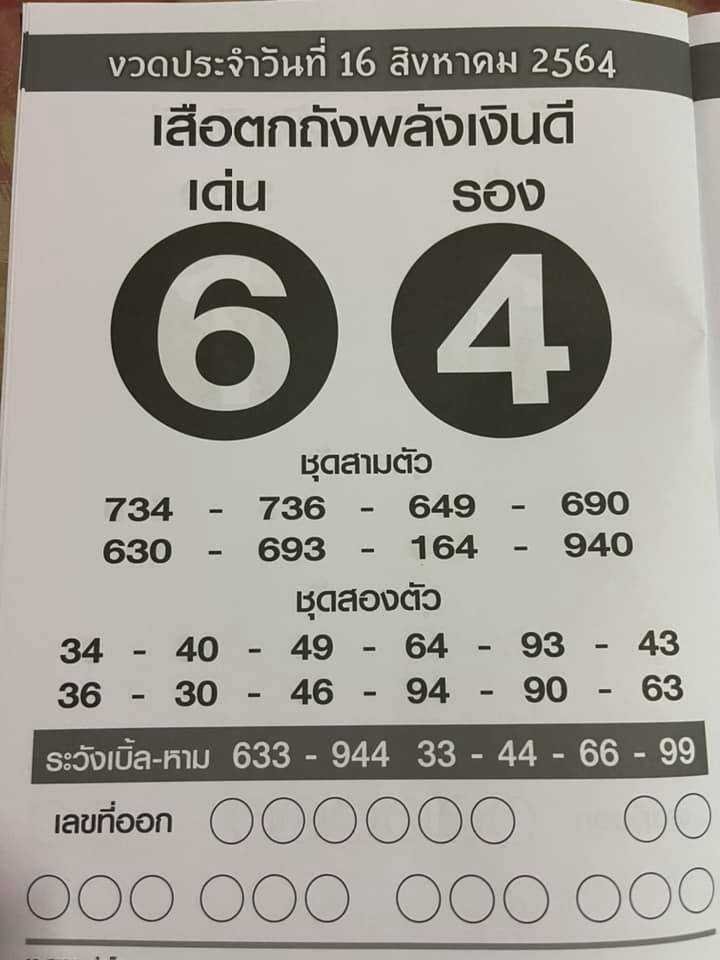 งวดประจำวันที่ 16 สิงหาคม 2564
เสือตกถังพลังเงินดี
เด่น รอง
6 4
ชุดสามตัว
734 - 736 - 649 - 690
630 - 693 - 164 - 940
ชุดสองตัว
34 - 40 - 49 - 64 - 93 - 43
36 - 30 - 46 - 94 - 90 - 63
ระวังเบิ้ล-หาม 633 - 944 33 - 44 - 66 - 99
เลขที่ออก